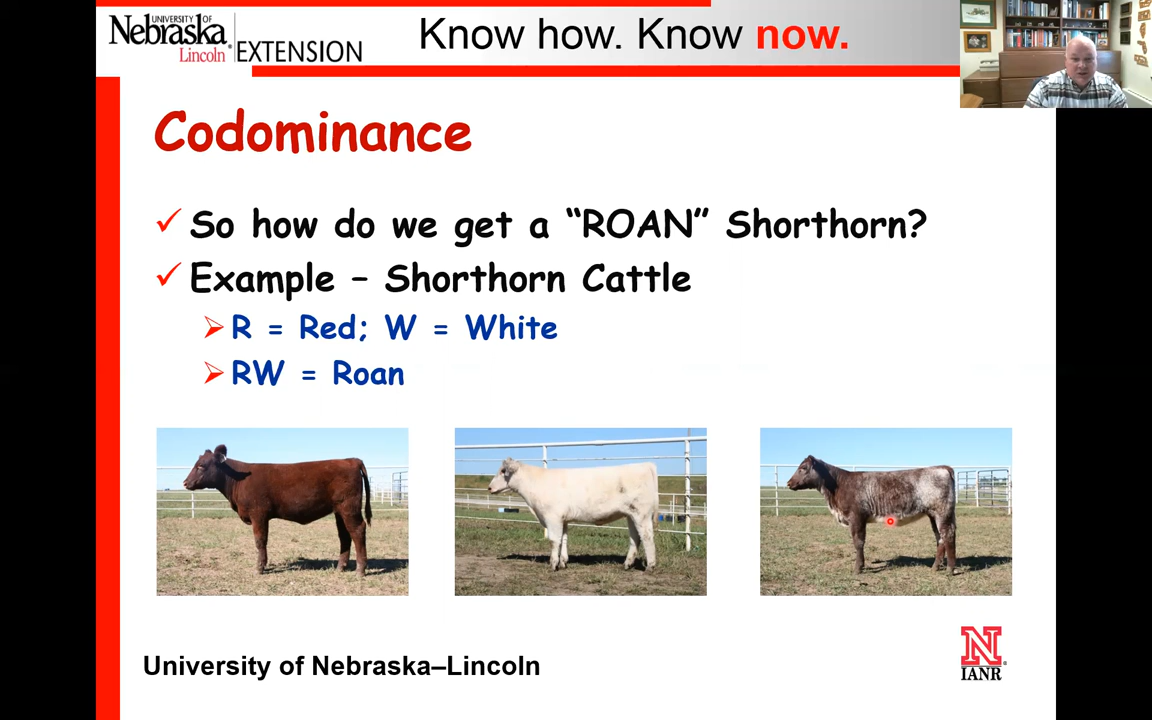 UNIVERSITY OF
Nebraska
Lincoln
EXTENSION
Know how. Know now.
Codominance
So how do we get a “ROAN” Shorthorn?
Example – Shorthorn Cattle
R = Red; W = White
RW = Roan
University of Nebraska–Lincoln
N
IANR